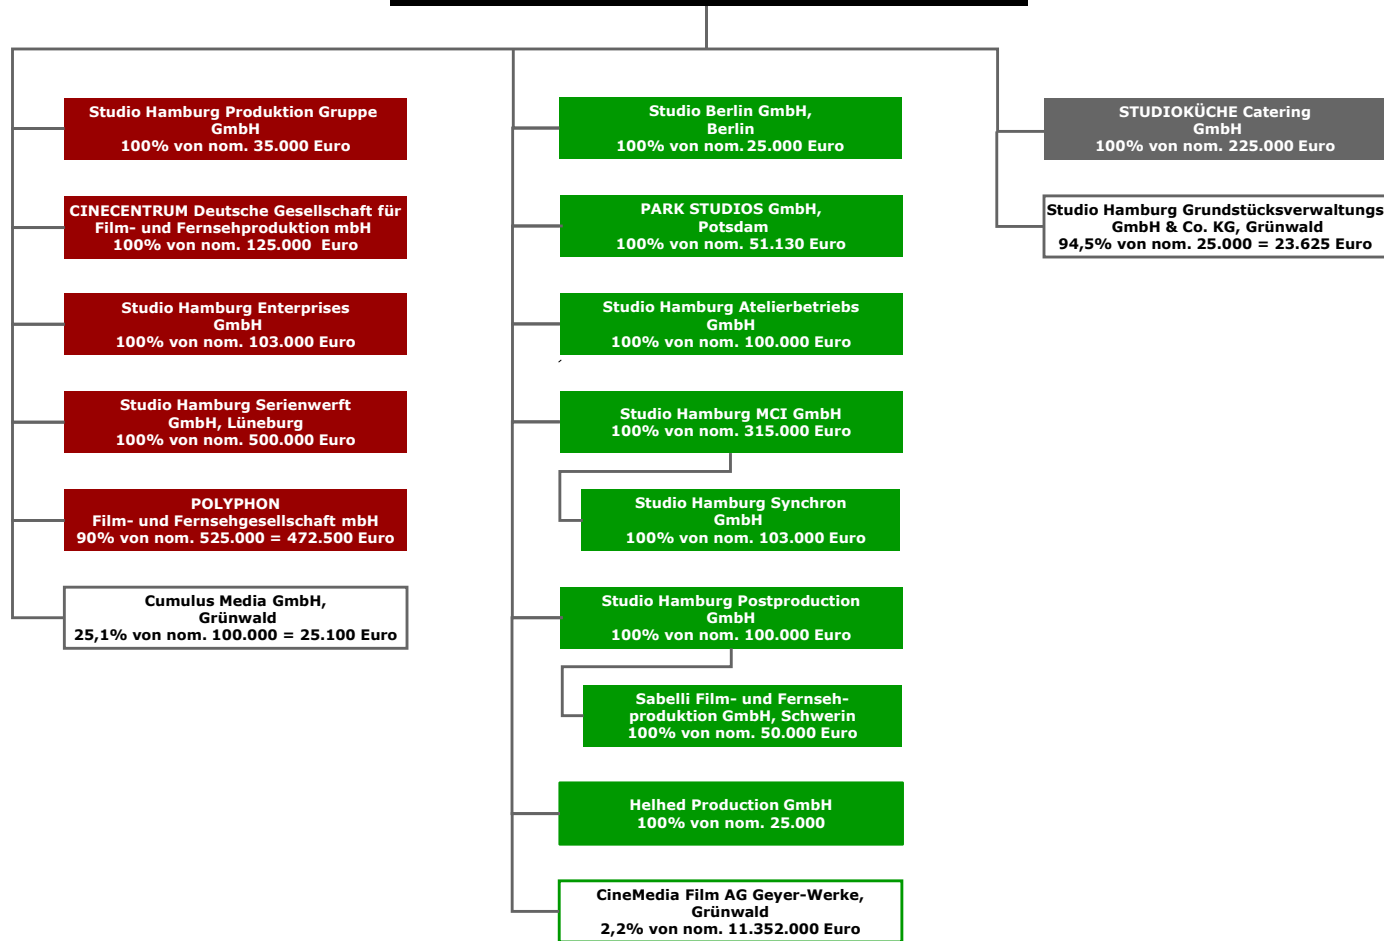 Studio Hamburg Produktion Gruppe
GmbH
100% von nom. 35.000 Euro
CINECENTRUM Deutsche Gesellschaft für
Film- und Fernsehproduktion mbH
100% von nom. 125.000 Euro
Studio Hamburg Enterprises
GmbH
100% von nom. 103.000 Euro
Studio Hamburg Serienwerft
GmbH, Lüneburg
100% von nom. 500.000 Euro
POLYPHON
Film- und Fernsehgesellschaft mbH
90% von nom. 525.000 = 472.500 Euro
Cumulus Media GmbH,
Grünwald
25,1% von nom. 100.000 = 25.100 Euro
Studio Berlin GmbH,
Berlin
100% von nom. 25.000 Euro
PARK STUDIOS GmbH,
Potsdam
100% von nom. 51.130 Euro
Studio Hamburg Atelierbetriebs
GmbH
100% von nom. 100.000 Euro
Studio Hamburg MCI GmbH
100% von nom. 315.000 Euro
Studio Hamburg Synchron
GmbH
100% von nom. 103.000 Euro
Studio Hamburg Postproduction
GmbH
100% von nom. 100.000 Euro
Sabelli Film- und Fernseh-
produktion GmbH, Schwerin
100% von nom. 50.000 Euro
Helhed Production GmbH
100% von nom. 25.000
CineMedia Film AG Geyer-Werke,
Grünwald
2,2% von nom. 11.352.000 Euro
STUDIOKÜCHE Catering
GmbH
100% von nom. 225.000 Euro
Studio Hamburg Grundstücksverwaltungs
GmbH & Co. KG, Grünwald
94,5% von nom. 25.000 = 23.625 Euro